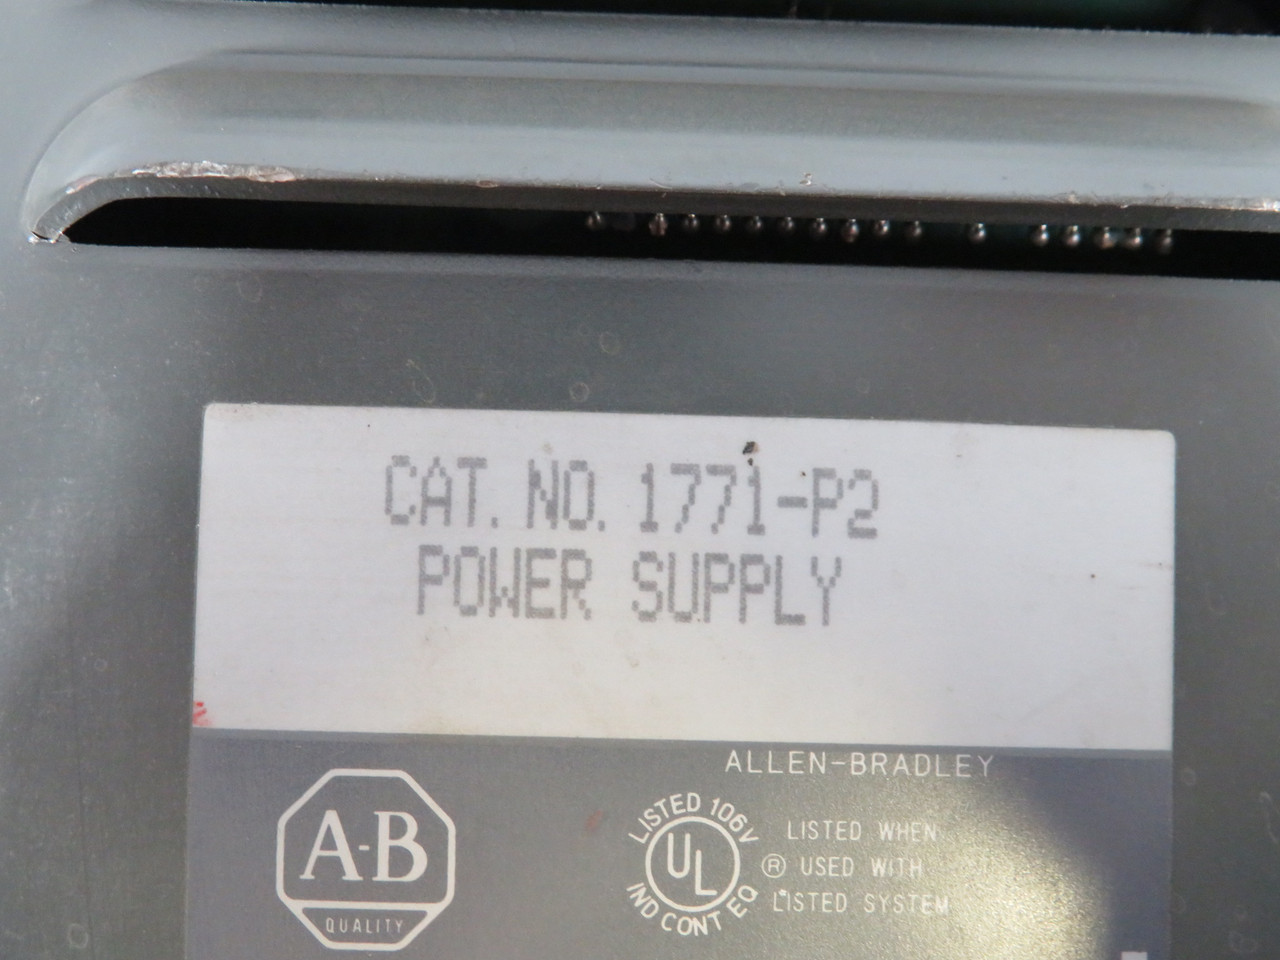 CAT. NO. 1771-P2
POWER SUPPLY
ALLEN-BRADLEY
A-B
QUALITY
LISTED 106V
UL
IND CONT EQ
®
LISTED WHEN
USED WITH
LISTED SYSTEM